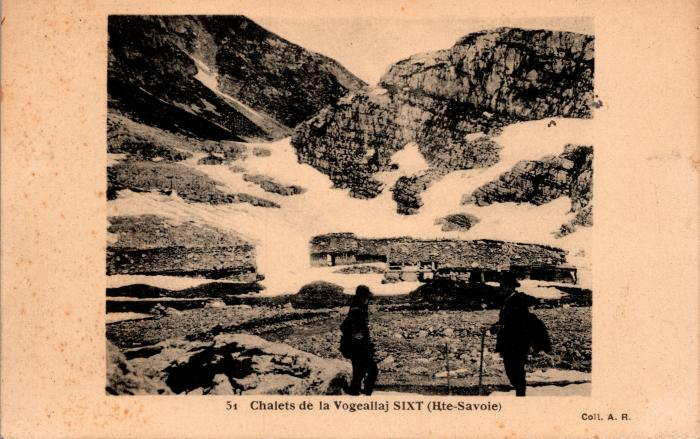 51 Chalets de la Vogeallaj SIXT (Hte-Savoie)
Coll. A. R.